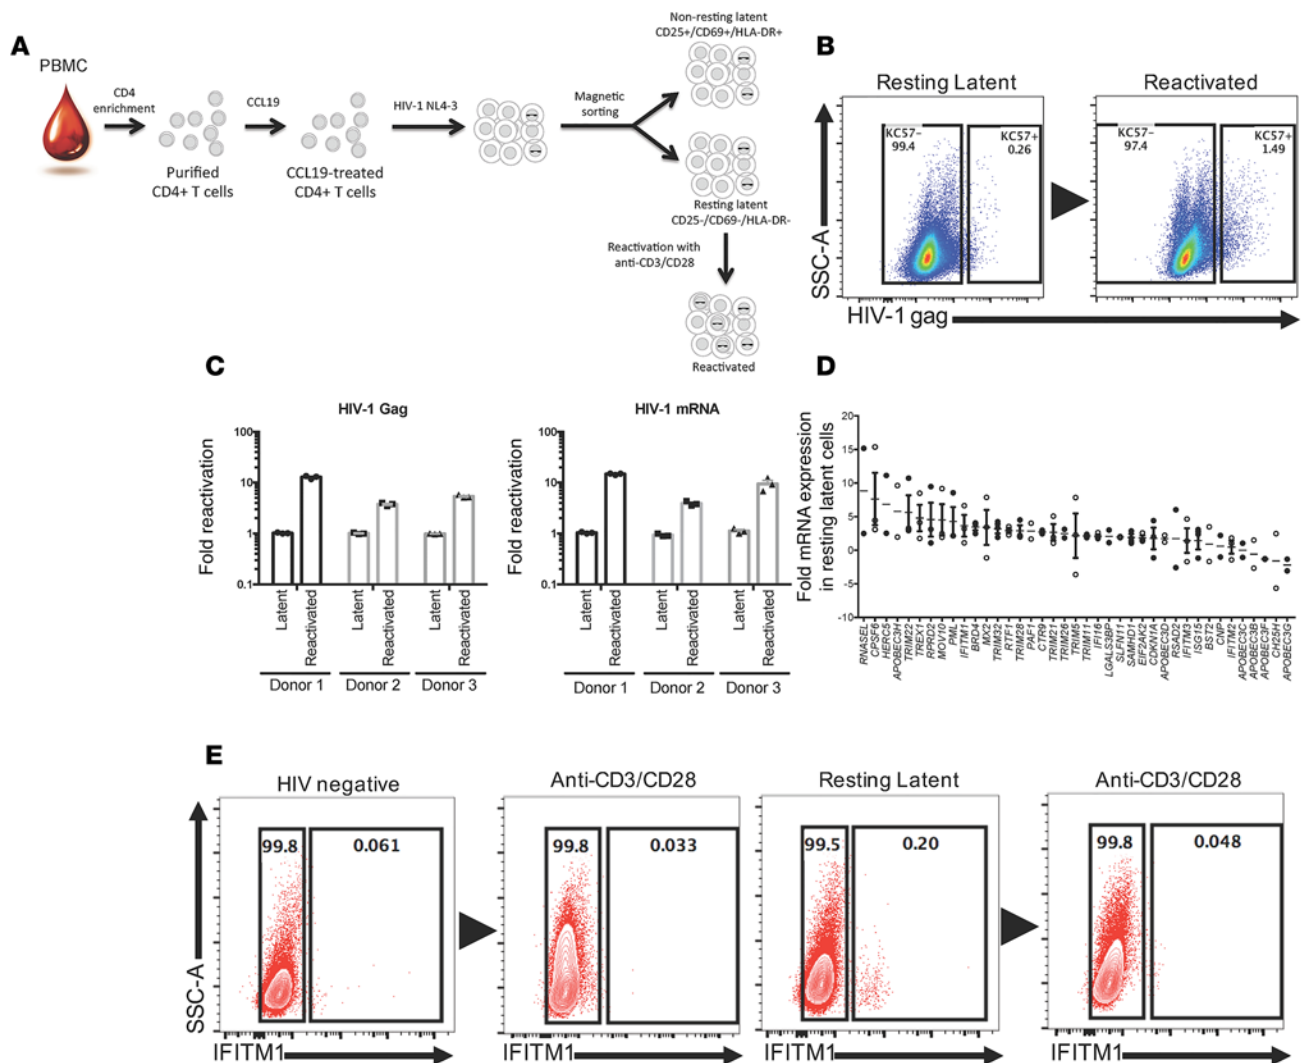 A
PBMC
CD4
enrichment
Purified
CD4+ T cells
CCL19
CCL19-treated
CD4+ T cells
HIV-1 NL4-3
Magnetic
sorting
Non-resting latent
CD25+/CD69+/HLA-DR+
Resting latent
CD25-/CD69-/HLA-DR-
Reactivation with
anti-CD3/CD28
Reactivated
B
Resting Latent
Reactivated
KC57-
99.4
KC57+
0.26
KC57-
97.4
KC57+
1.49
SSC-A
HIV-1 gag
C
HIV-1 Gag
Fold reactivation
100
10
1
0.1
Latent
Reactivated
Latent
Reactivated
Latent
Reactivated
Donor 1
Donor 2
Donor 3
HIV-1 mRNA
Fold reactivation
100
10
1
0.1
Latent
Reactivated
Latent
Reactivated
Latent
Reactivated
Donor 1
Donor 2
Donor 3
D
Fold mRNA expression
in resting latent cells
20
15
10
5
0
-5
-10
RNASEL
CPSF6
HERC5
APOBEC3H
TRIM22
TREX1
RPRD2
MOV10
PML
IFITM1
BRD4
MX2
TRIM32
RTF1
TRIM28
PAF1
CTR9
TRIM21
TRIM26
TRIM5
TRIM11
IFI16
LGALS3BP
SLFN11
SAMHD1
EIF2AK2
CDKN1A
APOBEC3D
RSAD2
IFITM3
ISG15
BST2
CNP
IFITM2
APOBEC3C
APOBEC3B
APOBEC3F
CH25H
APOBEC3G
E
HIV negative
Anti-CD3/CD28
Resting Latent
Anti-CD3/CD28
99.8
0.061
99.8
0.033
99.5
0.20
99.8
0.048
SSC-A
IFITM1
IFITM1
IFITM1
IFITM1